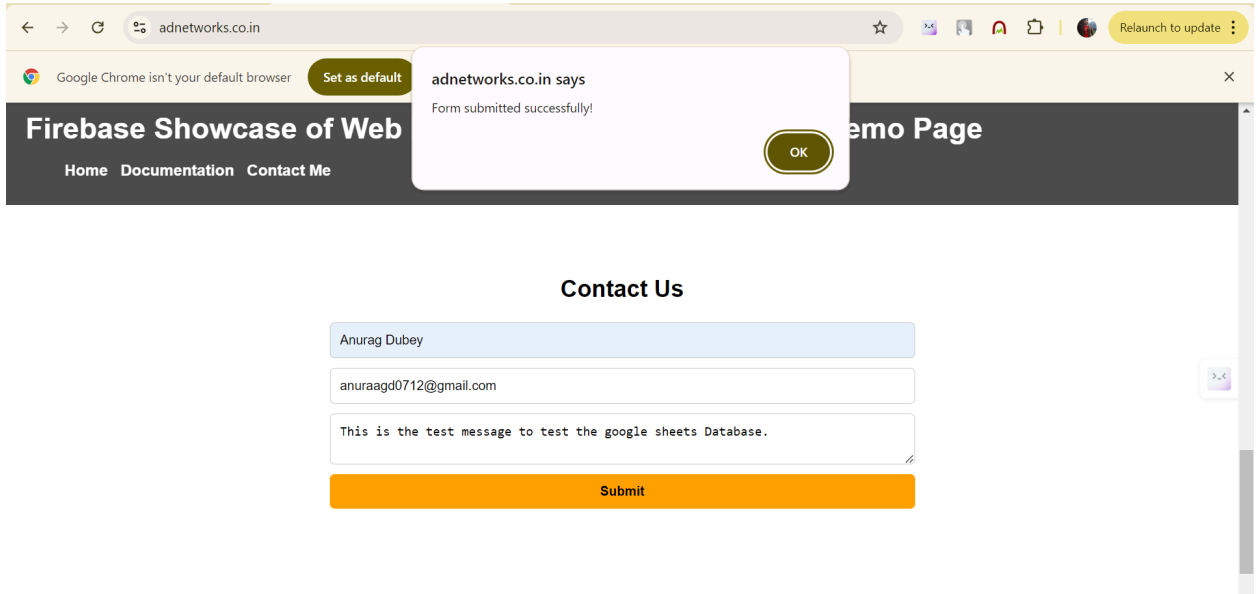 adnetworks.co.in
Relaunch to update
Google Chrome isn't your default browser
Set as default
adnetworks.co.in says
Form submitted successfully!
OK
Firebase Showcase of Web
emo Page
Home Documentation Contact Me
Contact Us
Anurag Dubey
anuraagd0712@gmail.com
This is the test message to test the google sheets Database.
Submit